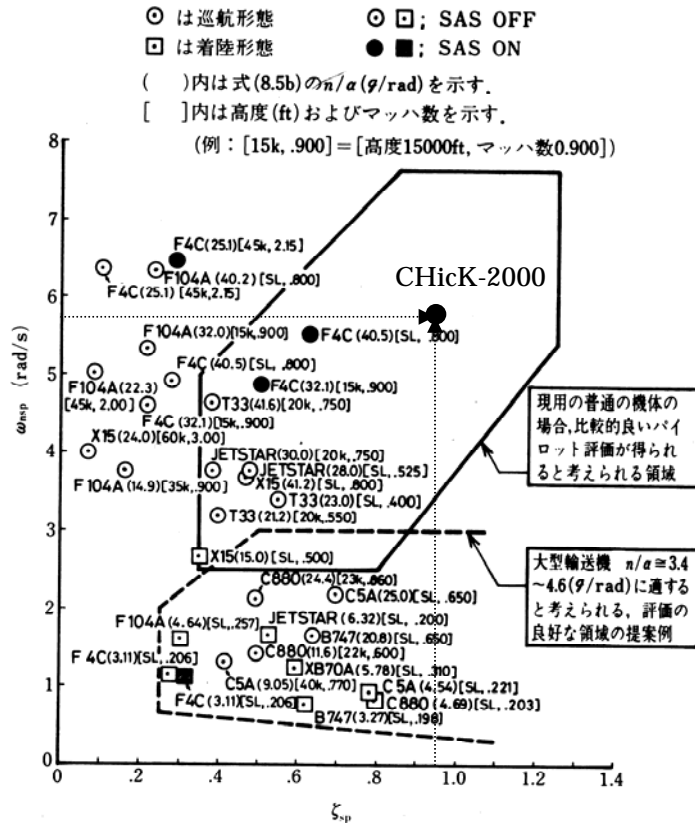 ⊙ は巡航形態 ⊙ ⊡; SAS OFF
⊡ は着陸形態 ● ■; SAS ON
( )内は式(8.5b)のn/α(g/rad)を示す.
[ ]内は高度(ft)およびマッハ数を示す.
(例:[15k, .900]=[高度15000ft, マッハ数0.900])
8
7
6
5
4
3
2
1
0
ωnsp (rad/s)
F4C(25.1)[45k, 2.15]
F104A(40.2)[SL, .800]
F4C(25.1) [45k,2.15]
CHicK-2000
F104A(32.0)[15k,.900]
F4C(40.5)[SL, .800]
F4C(40.5)[SL, .800]
F104A(22.3)
[45k, 2.00]
F4C(32.1)[15k,.900]
T33(41.6)[20k,.750]
F4C(32.1)[15k,.900]
X15(24.0)[60k,3.00]
JETSTAR(30.0)[20k,.750]
JETSTAR(28.0)[SL, .525]
X15(41.2)[SL, .800]
F104A(14.9)[35k,.900]
T33(23.0)[SL, .400]
T33(21.2)[20k,.550]
現用の普通の機体の
場合,比較的良いパイ
ロット評価が得られ
ると考えられる領域
X15(15.0)[SL, .500]
C880(24.4)[23k,.860]
C5A(25.0)[SL, .650]
大型輸送機 n/α≅3.4
~4.6(g/rad)に適する
と考えられる,評価の
良好な領域の提案例
F104A(4.64)[SL,.257]
JETSTAR(6.32)[SL, .200]
B747(20.8)[SL, .650]
C880(11.6)[22k,.600]
F4C(3.11)[SL, .206]
XB70A(5.78)[SL, .310]
C5A(9.05)[40k,.770]
C5A(4.54)[SL, .221]
F4C(3.11)[SL, .206]
C880(4.69)[SL, .203]
B747(3.27)[SL, .198]
0 .2 .4 .6 .8 1.0 1.2 1.4
ζsp